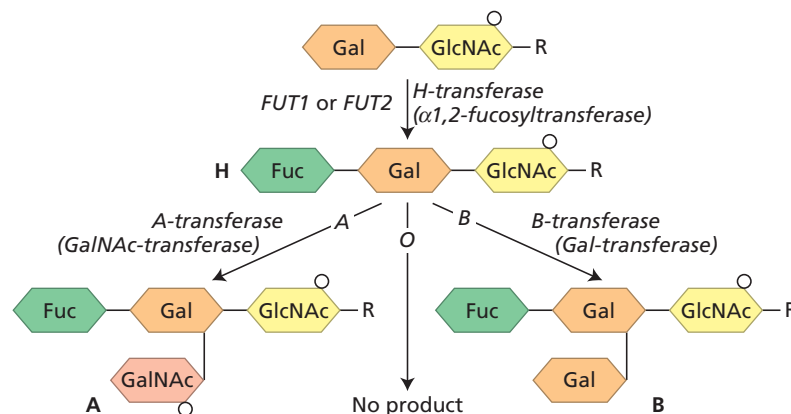 Gal GlcNAc R
FUT1 or FUT2
H-transferase
(α1,2-fucosyltransferase)
H Fuc Gal GlcNAc R
A-transferase
(GalNAc-transferase)
A
O
B
B-transferase
(Gal-transferase)
Fuc Gal GlcNAc R
Fuc Gal GlcNAc R
GalNAc
Gal
A
No product
B